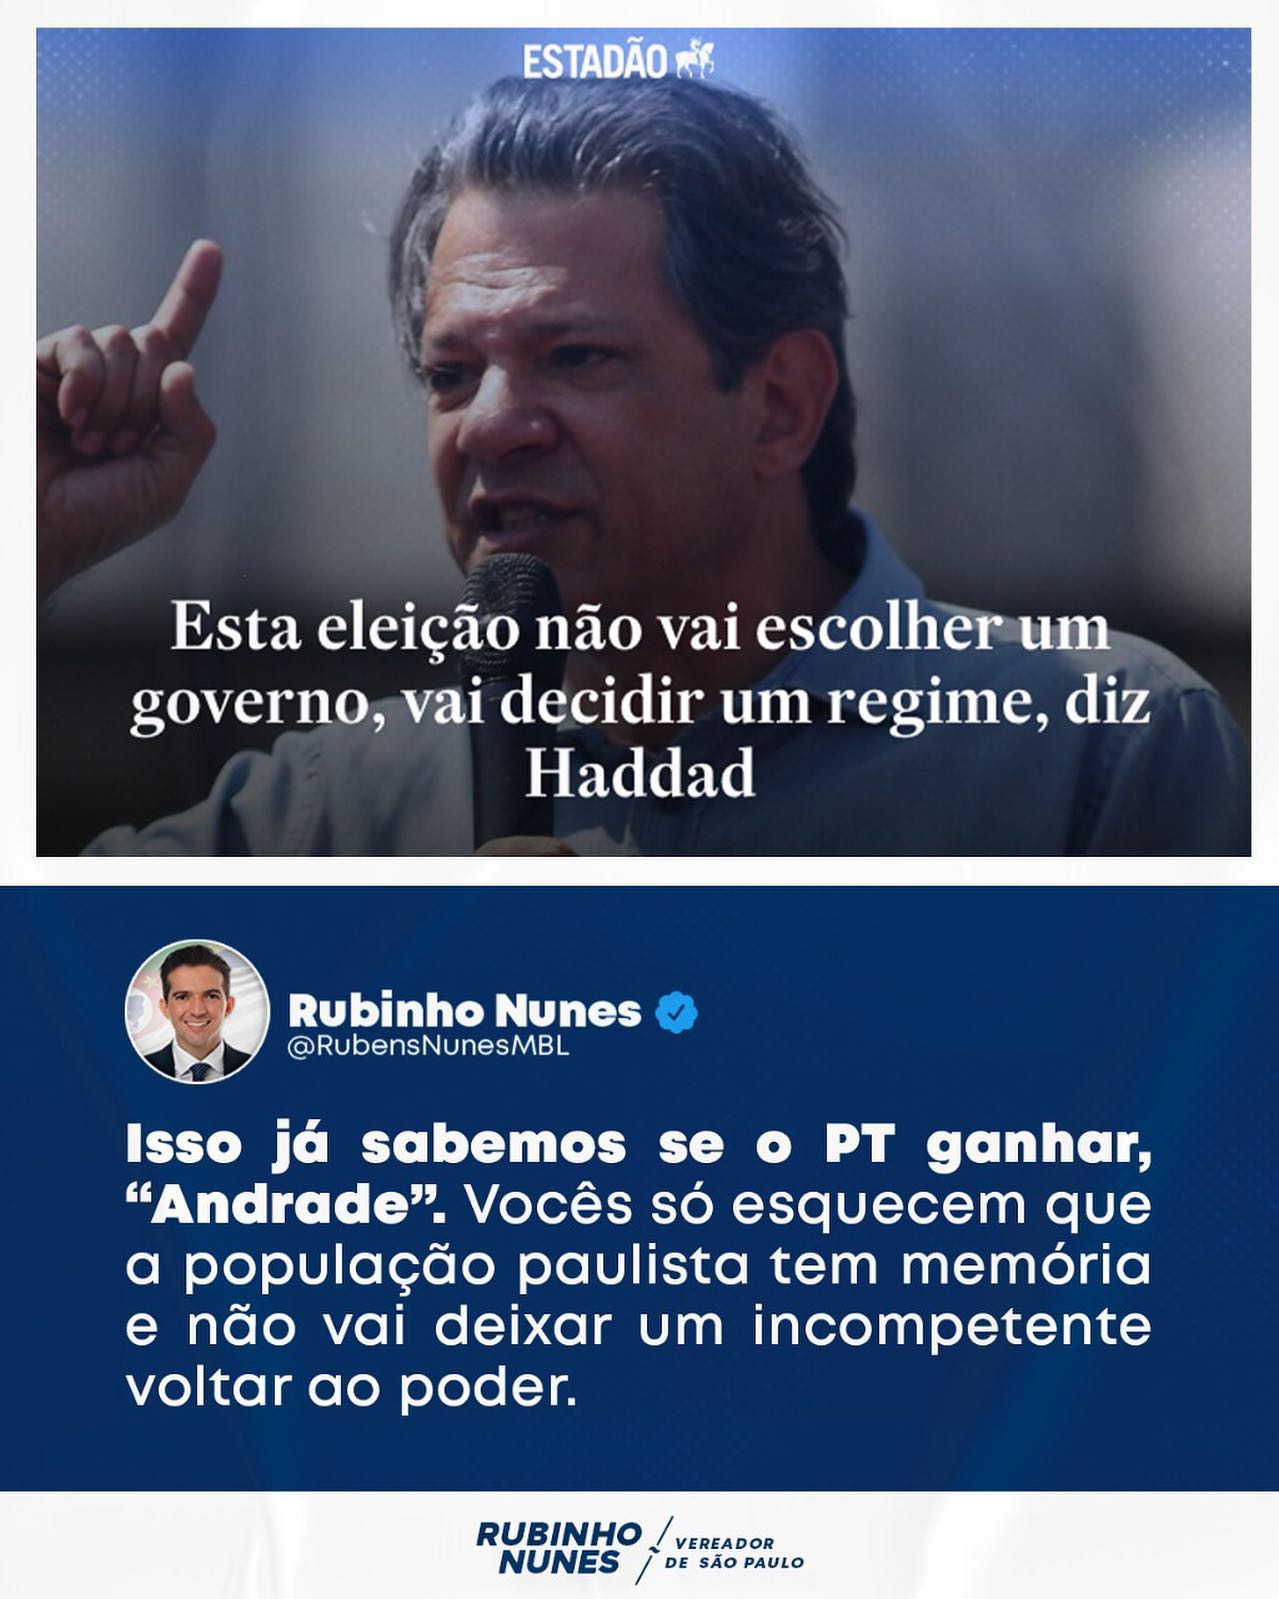 ESTADÃO
Esta eleição não vai escolher um
governo, vai decidir um regime, diz
Haddad
Rubinho Nunes
@RubensNunesMBL
Isso já sabemos se o PT ganhar,
“Andrade”. Vocês só esquecem que
a população paulista tem memória
e não vai deixar um incompetente
voltar ao poder.
RUBINHO
NUNES
VEREADOR
DE SÃO PAULO